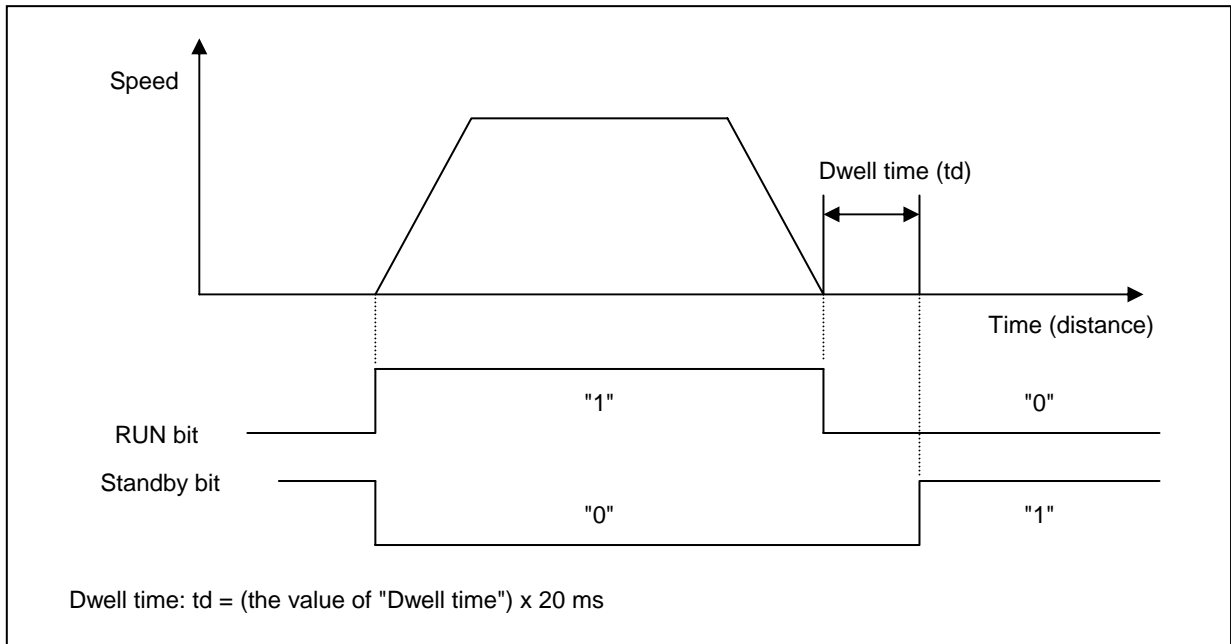 Speed
Dwell time (td)
Time (distance)
"1"
"0"
RUN bit
Standby bit
"0"
"1"
Dwell time: td = (the value of "Dwell time") x 20 ms